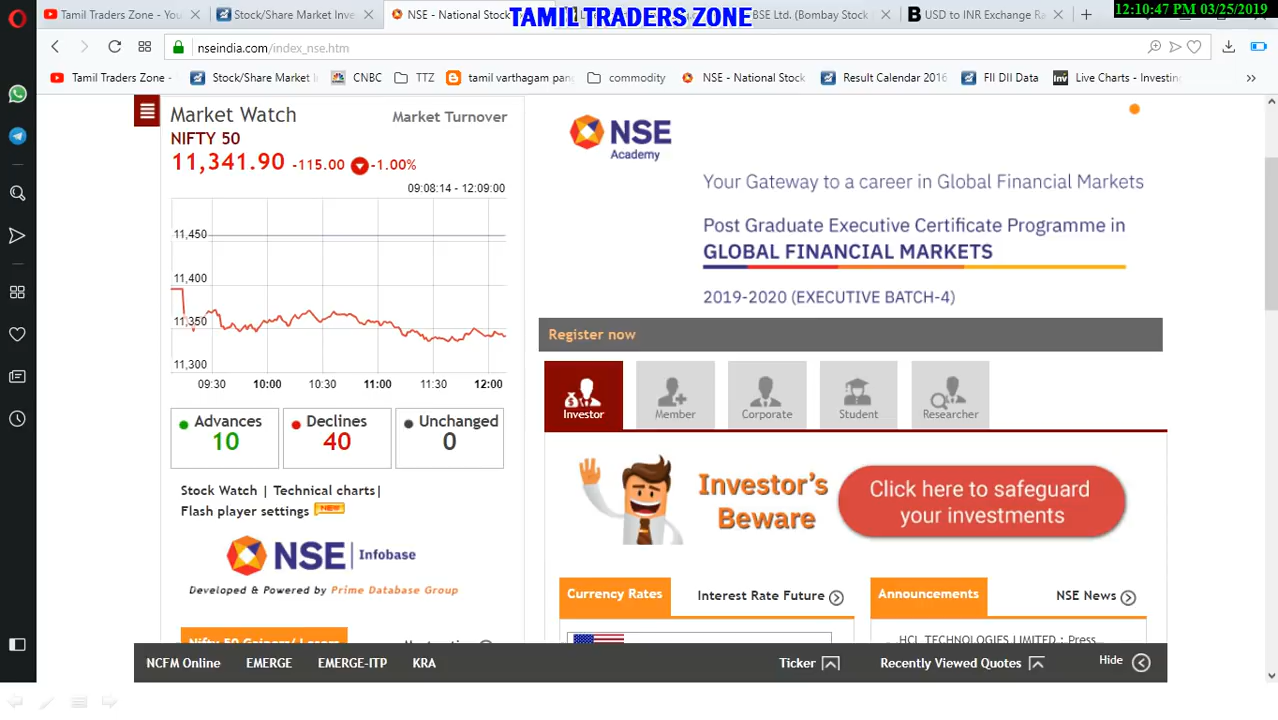 Tamil Traders Zone - You
Stock/Share Market Inve
NSE - National Stock
TAMIL TRADERS ZONE
BSE Ltd. (Bombay Stock
USD to INR Exchange Ra
12:10:47 PM 03/25/2019
nseindia.com/index_nse.htm
Tamil Traders Zone -
Stock/Share Market I
CNBC
TTZ
tamil varthagam pan
commodity
NSE - National Stock
Result Calendar 2016
FII DII Data
Inv
Live Charts - Investin
Market Watch
Market Turnover
NIFTY 50
11,341.90 -115.00 -1.00%
09:08:14 - 12:09:00
11,450
11,400
11,350
11,300
09:30 10:00 10:30 11:00 11:30 12:00
Advances
10
Declines
40
Unchanged
0
Stock Watch | Technical charts|
Flash player settings NEW
NSE | Infobase
Developed & Powered by Prime Database Group
Nifty 50 Gainers/ Losers
NSE
Academy
Your Gateway to a career in Global Financial Markets
Post Graduate Executive Certificate Programme in
GLOBAL FINANCIAL MARKETS
2019-2020 (EXECUTIVE BATCH-4)
Register now
Investor
Member
Corporate
Student
Researcher
Investor's
Beware
Click here to safeguard
your investments
Currency Rates
Interest Rate Future
Announcements
NSE News
HCL TECHNOLOGIES LIMITED : Press
NCFM Online EMERGE EMERGE-ITP KRA
Ticker
Recently Viewed Quotes
Hide